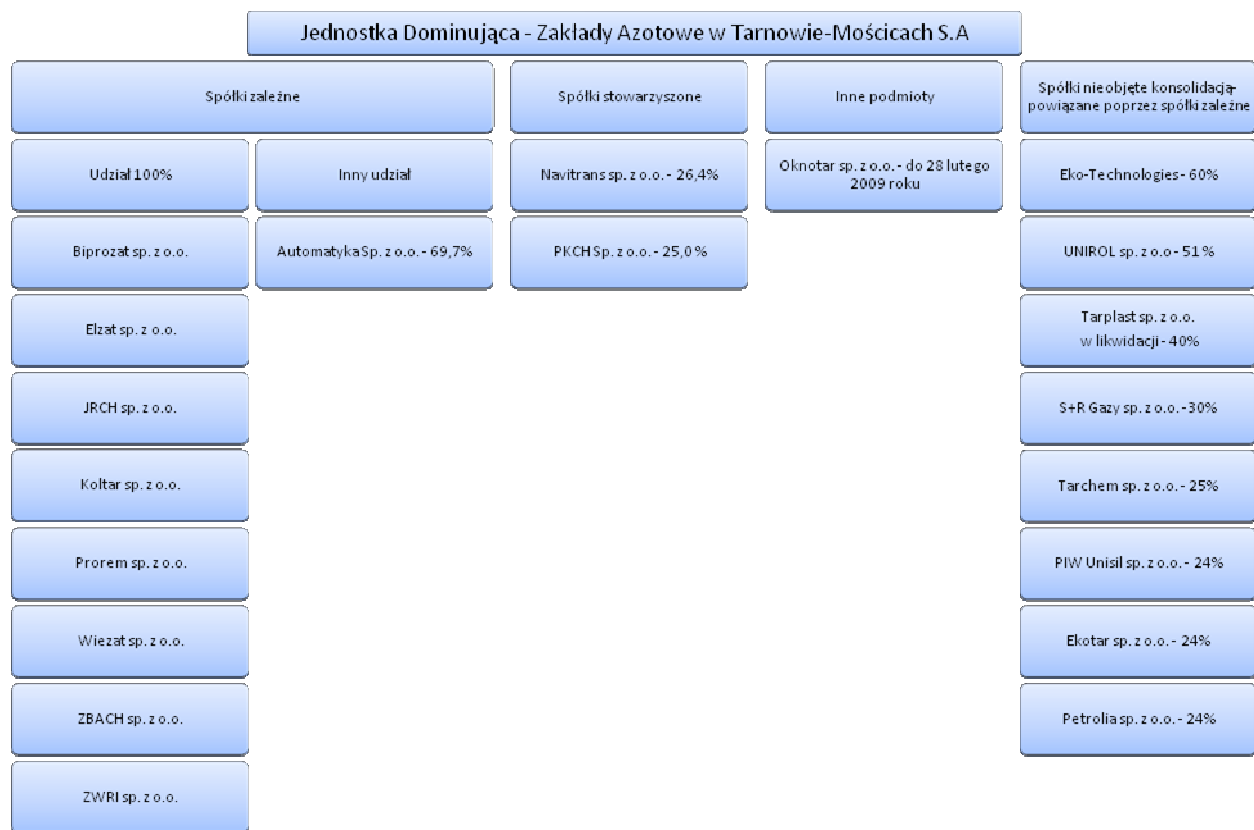 Jednostka Dominująca - Zakłady Azotowe w Tarnowie-Mościcach S.A
Spółki zależne
Spółki stowarzyszone
Inne podmioty
Spółki nieobjęte konsolidacją-
powiązane poprzez spółki zależne
Udział 100%
Inny udział
Navitrans sp. z o.o. - 26,4%
Oknotar sp. z o.o. - do 28 lutego
2009 roku
Eko-Technologies - 60%
Biprozat sp. z o.o.
Automatyka Sp. z o.o. - 69,7%
PKCH Sp. z o.o. - 25,0%
UNIROL sp. z o.o - 51 %
Elzat sp. z o.o.
Tarplast sp. z o.o.
w likwidacji - 40%
JRCH sp. z o.o.
S+R Gazy sp. z o.o. -30%
Koltar sp. z o.o.
Tarchem sp. z o.o. - 25%
Prorem sp. z o.o.
PIW Unisil sp. z o.o. - 24%
Wiezat sp. z o.o.
Ekotar sp. z o.o. - 24%
ZBACH sp. z o.o.
Petrolia sp. z o.o. - 24%
ZWRI sp. z o.o.